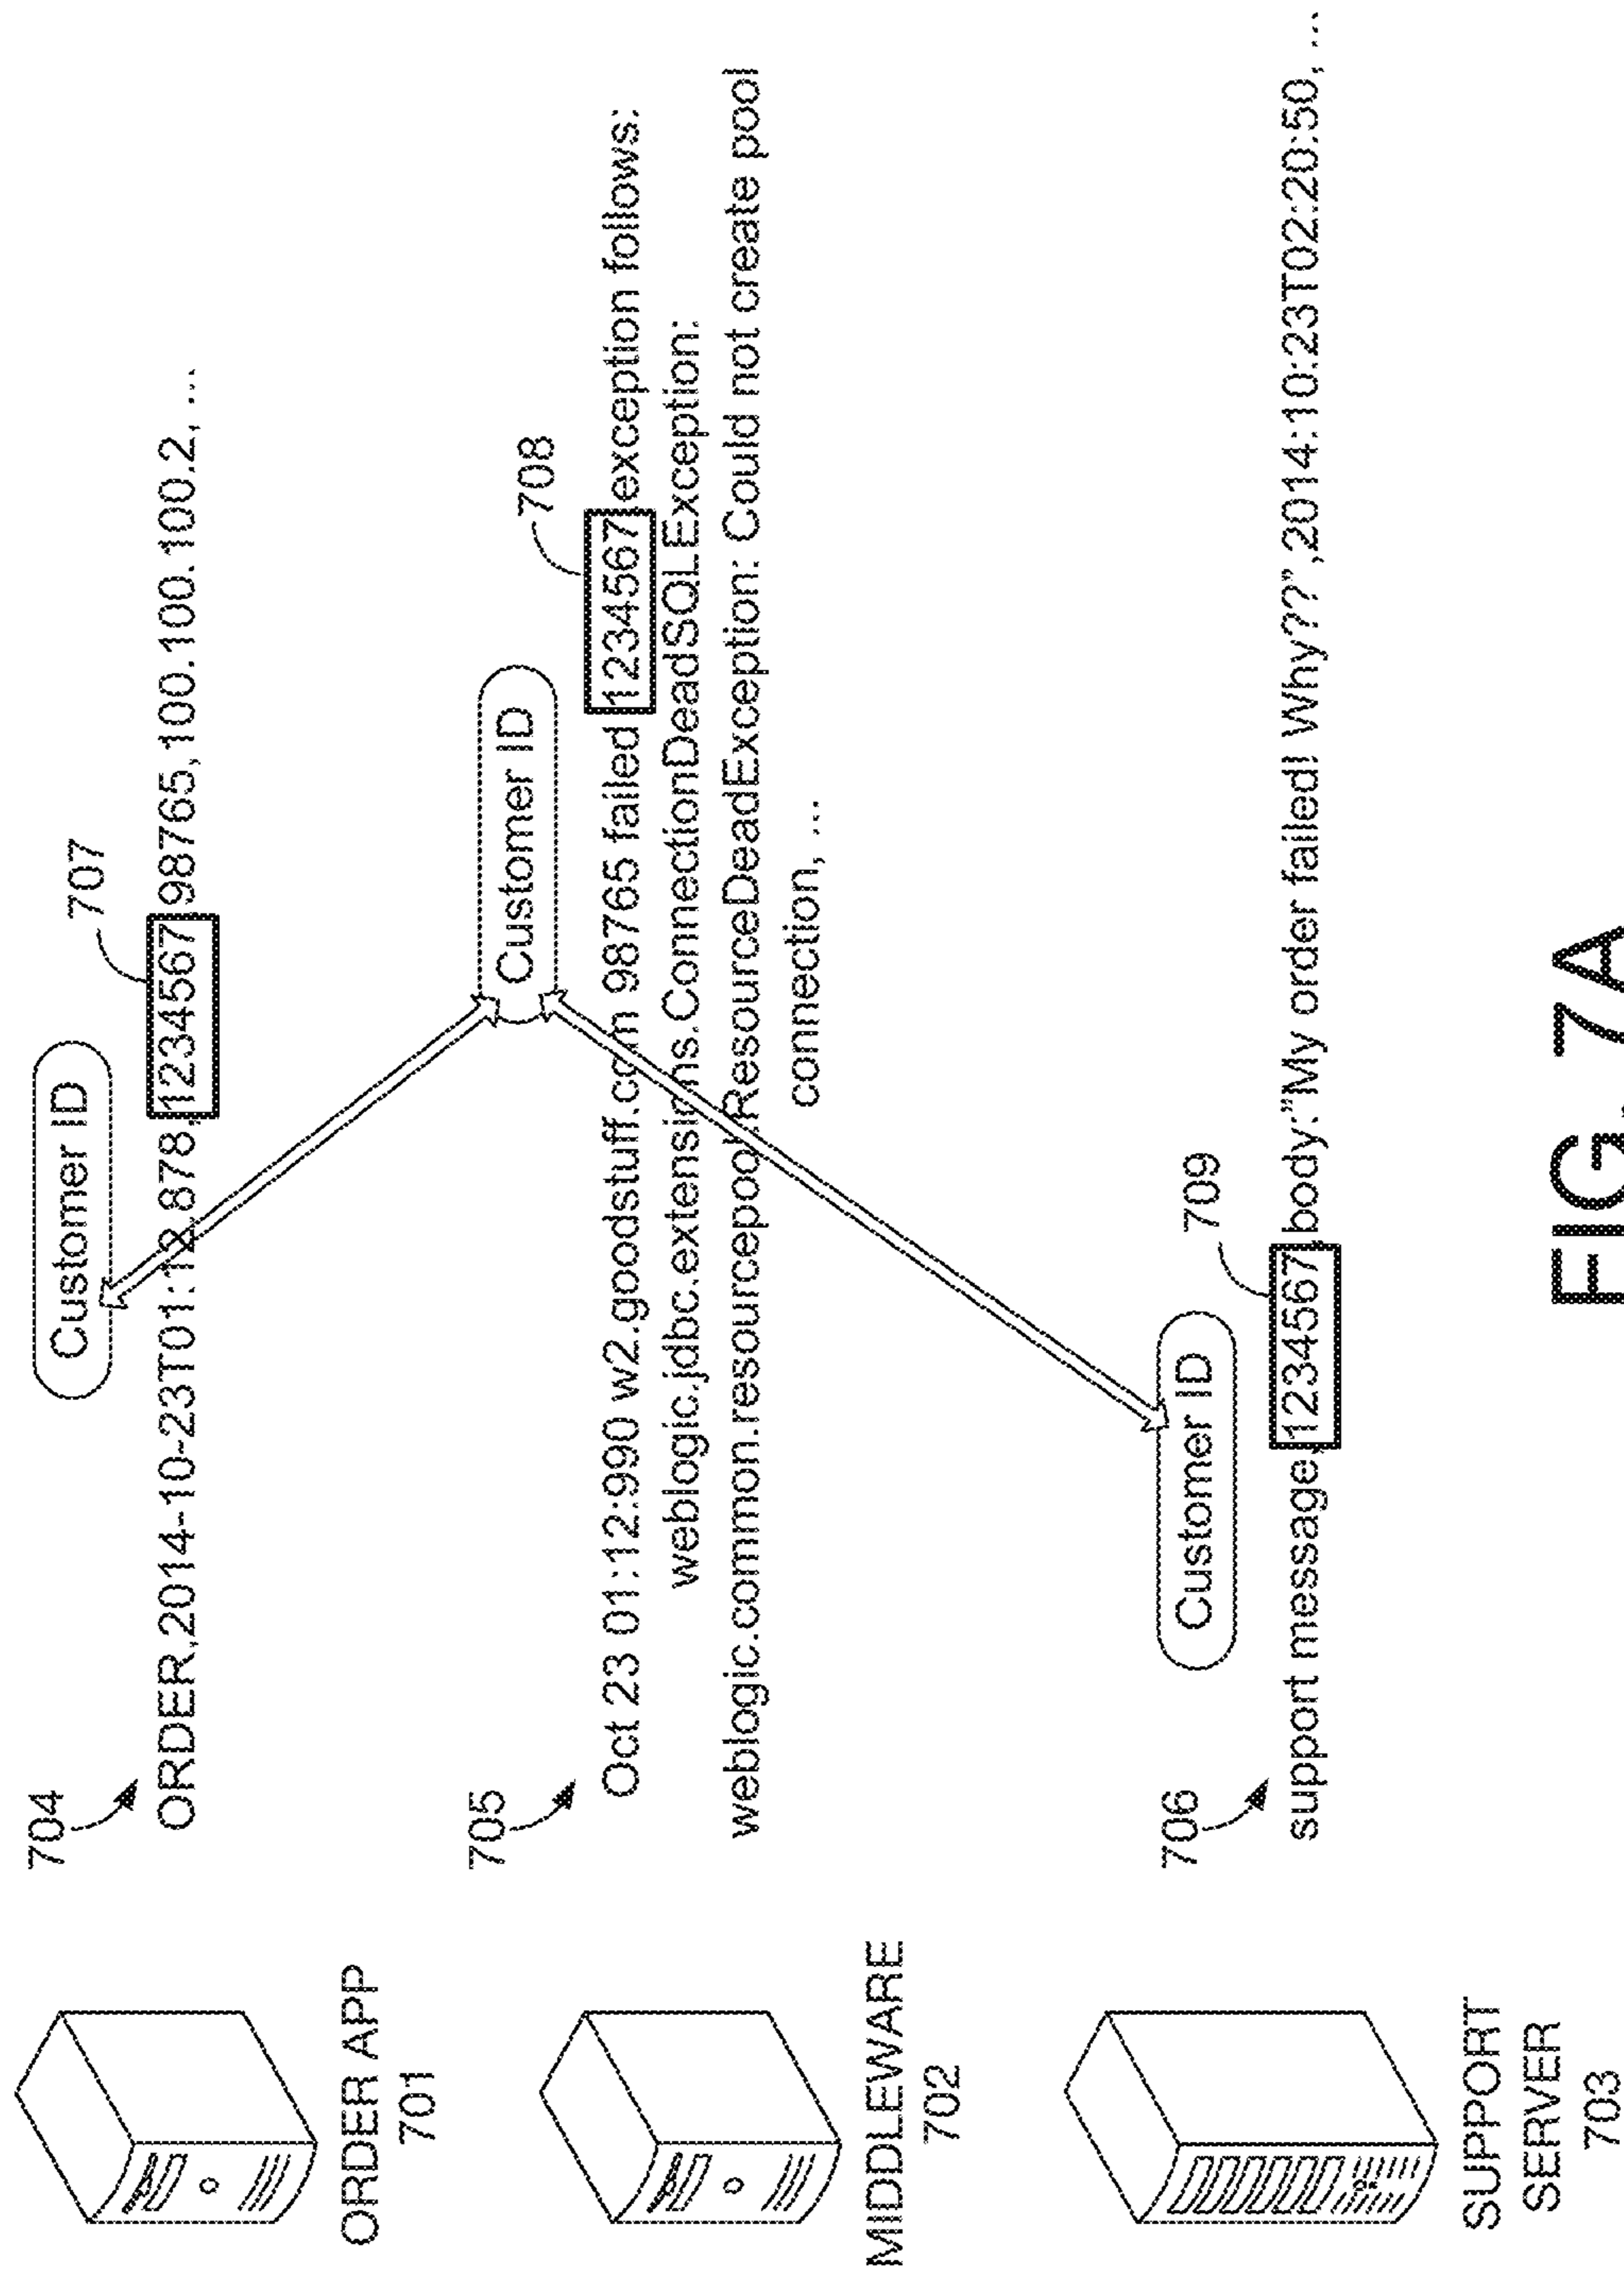 704
Customer ID
707
ORDER,2014-10-23T01:12.878,1234567,98765,100.100.100.2, ...
ORDER APP
701
705
Customer ID
708
Oct 23 01:12:990 w2.goodstuff.com 98765 failed 1234567 exception follows:
weblogic.jdbc.extensions.ConnectionDeadSQLException:
weblogic.common.resourcepool.ResourceDeadException: Could not create pool
connection, ...
MIDDLEWARE
702
706
Customer ID
709
support message,1234567,body:"My order failed! Why??",2014:10:23T02:20:50, ...
SUPPORT
SERVER
703
FIG. 7A